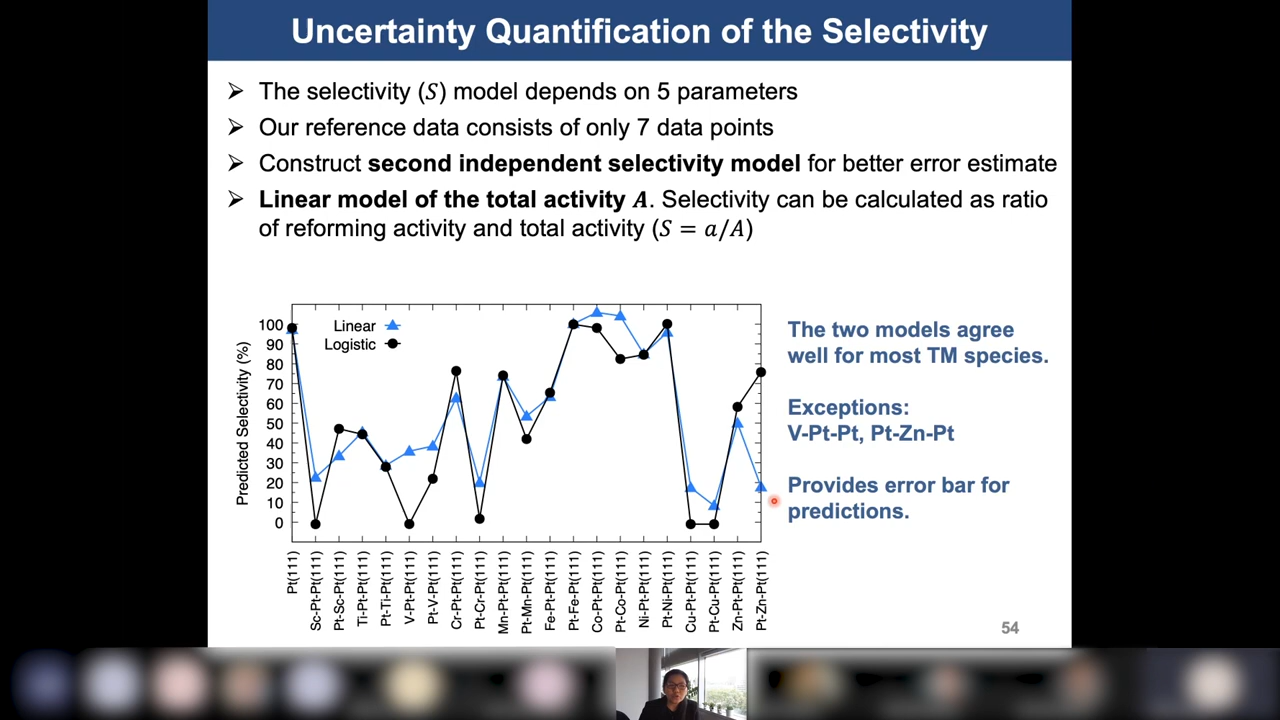 Uncertainty Quantification of the Selectivity
➢ The selectivity (S) model depends on 5 parameters
➢ Our reference data consists of only 7 data points
➢ Construct second independent selectivity model for better error estimate
➢ Linear model of the total activity A. Selectivity can be calculated as ratio
of reforming activity and total activity (S = a/A)
Linear
Logistic
Predicted Selectivity (%)
100
90
80
70
60
50
40
30
20
10
0
Pt(111)
Sc-Pt-Pt(111)
Pt-Sc-Pt(111)
Ti-Pt-Pt(111)
Pt-Ti-Pt(111)
V-Pt-Pt(111)
Pt-V-Pt(111)
Cr-Pt-Pt(111)
Pt-Cr-Pt(111)
Mn-Pt-Pt(111)
Pt-Mn-Pt(111)
Fe-Pt-Pt(111)
Pt-Fe-Pt(111)
Co-Pt-Pt(111)
Pt-Co-Pt(111)
Ni-Pt-Pt(111)
Pt-Ni-Pt(111)
Cu-Pt-Pt(111)
Pt-Cu-Pt(111)
Zn-Pt-Pt(111)
Pt-Zn-Pt(111)
The two models agree
well for most TM species.
Exceptions:
V-Pt-Pt, Pt-Zn-Pt
Provides error bar for
predictions.
54